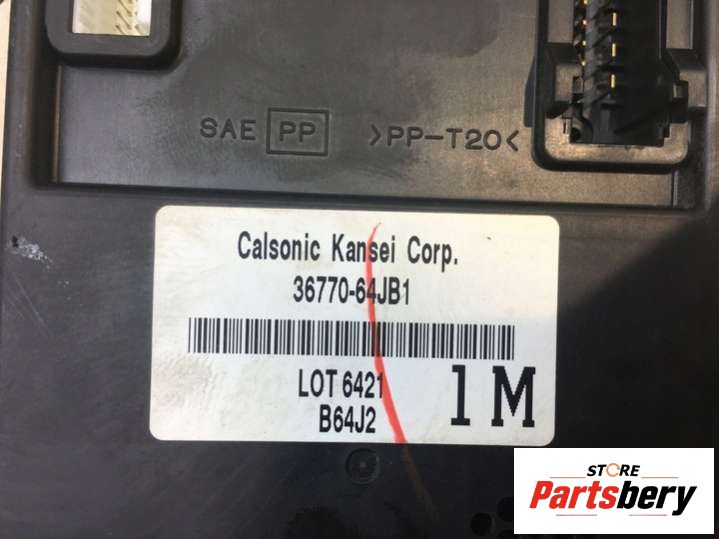 SAE PP >PP-T20<
Calsonic Kansei Corp.
36770-64JB1
LOT 6421
B64J2
1M
STORE
Partsbery